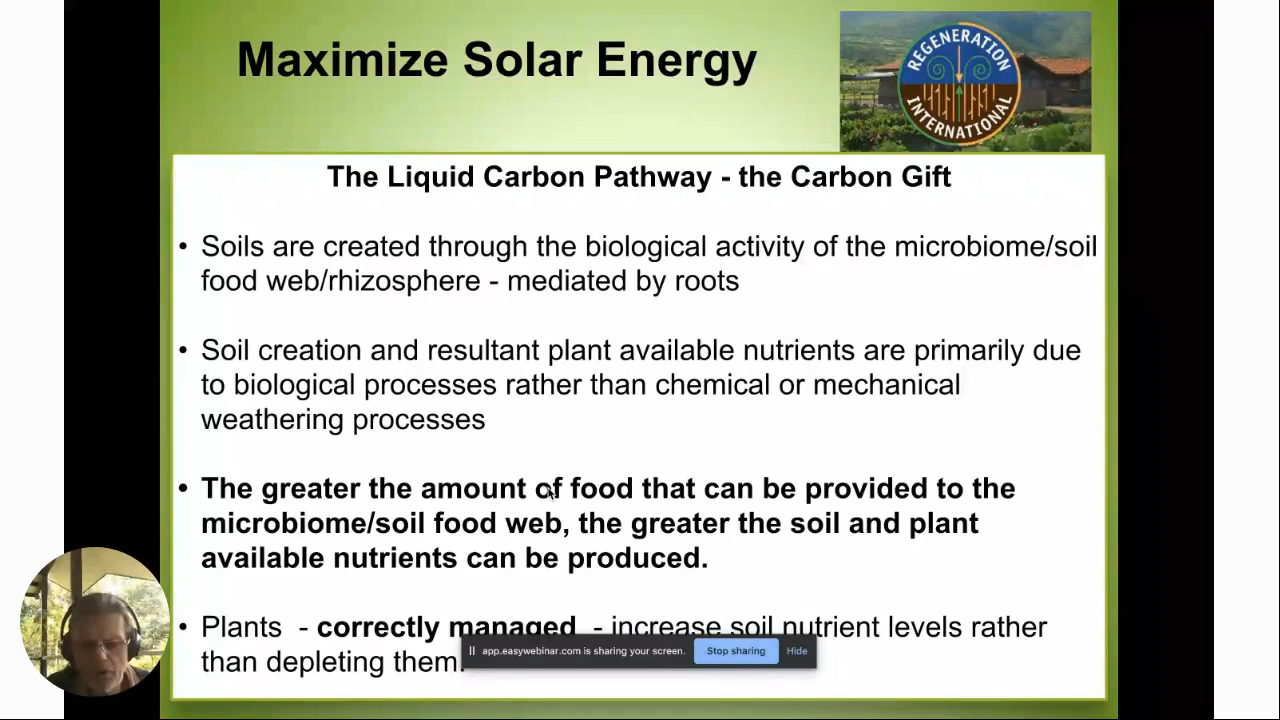 Maximize Solar Energy
REGENERATION
INTERNATIONAL
The Liquid Carbon Pathway - the Carbon Gift
• Soils are created through the biological activity of the microbiome/soil
food web/rhizosphere - mediated by roots
• Soil creation and resultant plant available nutrients are primarily due
to biological processes rather than chemical or mechanical
weathering processes
• The greater the amount of food that can be provided to the
microbiome/soil food web, the greater the soil and plant
available nutrients can be produced.
• Plants - correctly managed - increase soil nutrient levels rather
than depleting them.
app.easywebinar.com is sharing your screen. Stop sharing Hide